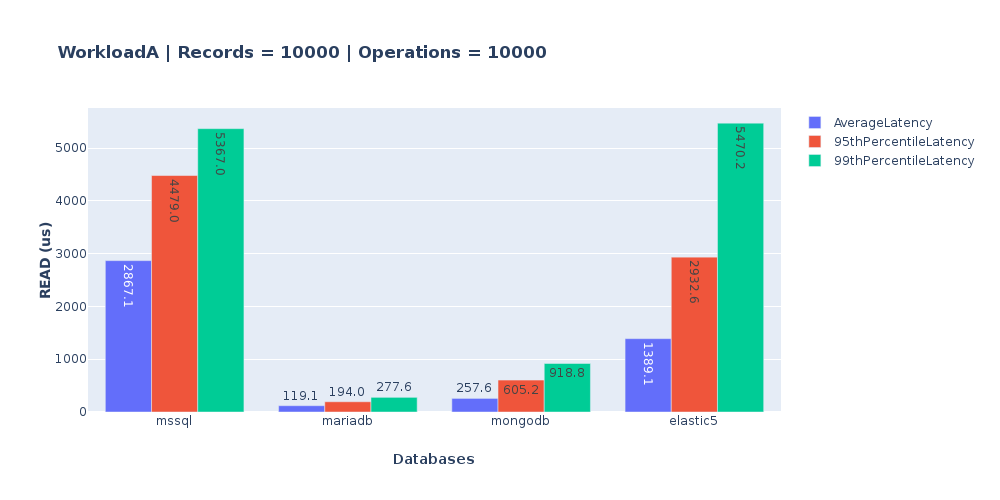 WorkloadA | Records = 10000 | Operations = 10000
AverageLatency
95thPercentileLatency
99thPercentileLatency
READ (us)
5000
4000
3000
2000
1000
0
2867.1
4479.0
5367.0
119.1
194.0
277.6
257.6
605.2
918.8
1389.1
2932.6
5470.2
mssql
mariadb
mongodb
elastic5
Databases